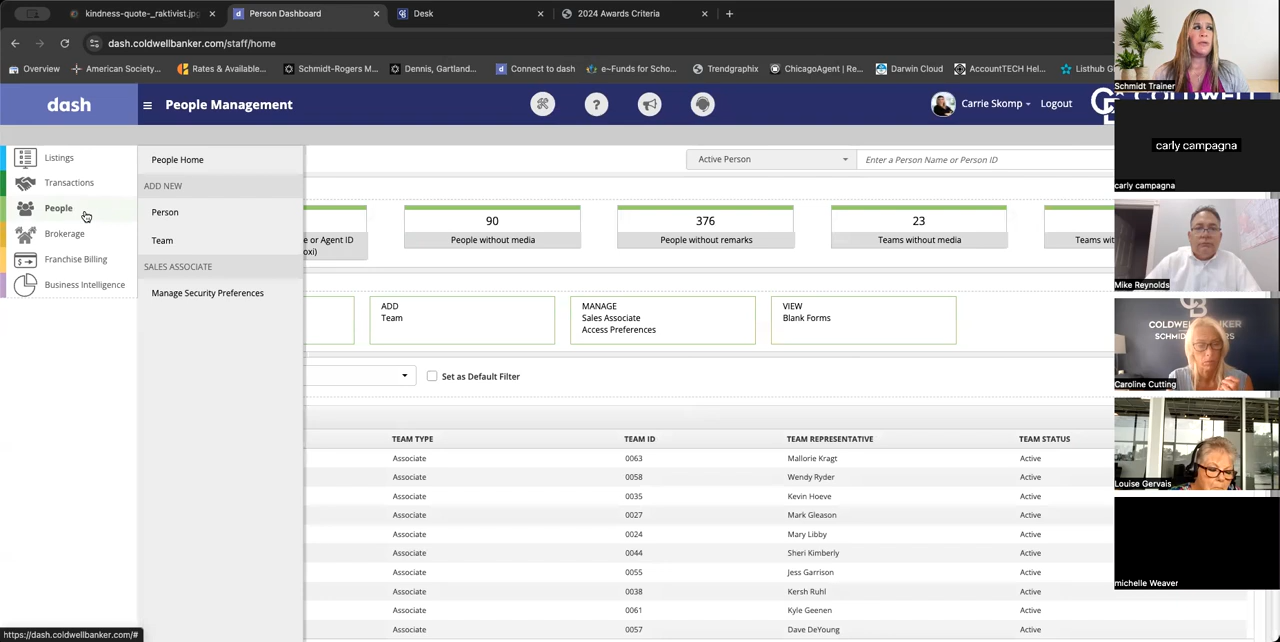 kindness-quote-_raktivist.jpg
Person Dashboard
Desk
2024 Awards Criteria
dash.coldwellbanker.com/staff/home
Overview
American Society...
Rates & Available...
Schmidt-Rogers M...
Dennis, Gartland...
Connect to dash
e~Funds for Scho...
Trendgraphix
ChicagoAgent | Re...
Darwin Cloud
AccountTECH Hel...
Listhub
dash
People Management
?
Carrie Skomp
Logout
Listings
Transactions
People
Brokerage
Franchise Billing
Business Intelligence
People Home
ADD NEW
Person
Team
SALES ASSOCIATE
Manage Security Preferences
Active Person
Enter a Person Name or Person ID
e or Agent ID
oxi)
90
People without media
376
People without remarks
23
Teams without media
Teams wit
ADD
Team
MANAGE
Sales Associate
Access Preferences
VIEW
Blank Forms
Set as Default Filter
TEAM TYPE TEAM ID TEAM REPRESENTATIVE TEAM STATUS
Associate 0063 Mallorie Kragt Active
Associate 0058 Wendy Ryder Active
Associate 0035 Kevin Hoeve Active
Associate 0027 Mark Gleason Active
Associate 0024 Mary Libby Active
Associate 0044 Sheri Kimberly Active
Associate 0055 Jess Garrison Active
Associate 0038 Kersh Ruhl Active
Associate 0061 Kyle Geenen Active
Associate 0057 Dave DeYoung Active
https://dash.coldwellbanker.com/#
Schmidt Trainer
carly campagna
carly campagna
Mike Reynolds
COLDW
NKER
SCHMID
Caroline Cutting
Louise Gervais
michelle Weaver